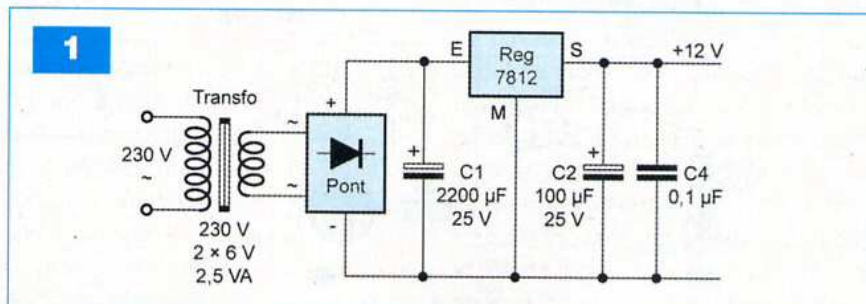 1
Transfo
230 V
~
230 V
2 × 6 V
2,5 VA
~
~
+
Pont
-
E
Reg
7812
S
M
+
C1
2200 µF
25 V
+
C2
100 µF
25 V
C4
0,1 µF
+12 V